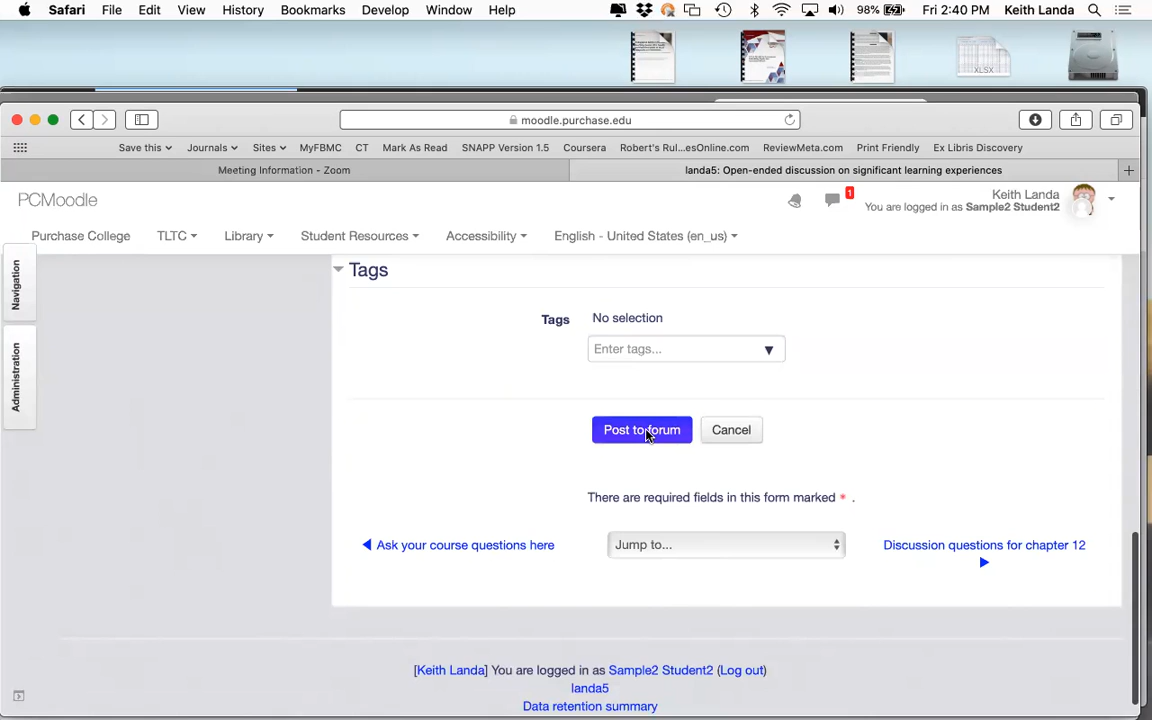 Safari File Edit View History Bookmarks Develop Window Help 98% Fri 2:40 PM Keith Landa
XLSX
moodle.purchase.edu
Save this Journals Sites MyFBMC CT Mark As Read SNAPP Version 1.5 Coursera Robert's Rul...esOnline.com ReviewMeta.com Print Friendly Ex Libris Discovery
Meeting Information - Zoom landa5: Open-ended discussion on significant learning experiences
PCMoodle 1 Keith Landa
You are logged in as Sample2 Student2
Purchase College TLTC Library Student Resources Accessibility English - United States (en_us)
Navigation
Administration
Tags
Tags No selection
Enter tags...
Post to forum Cancel
There are required fields in this form marked * .
Ask your course questions here Jump to... Discussion questions for chapter 12
[Keith Landa] You are logged in as Sample2 Student2 (Log out)
landa5
Data retention summary